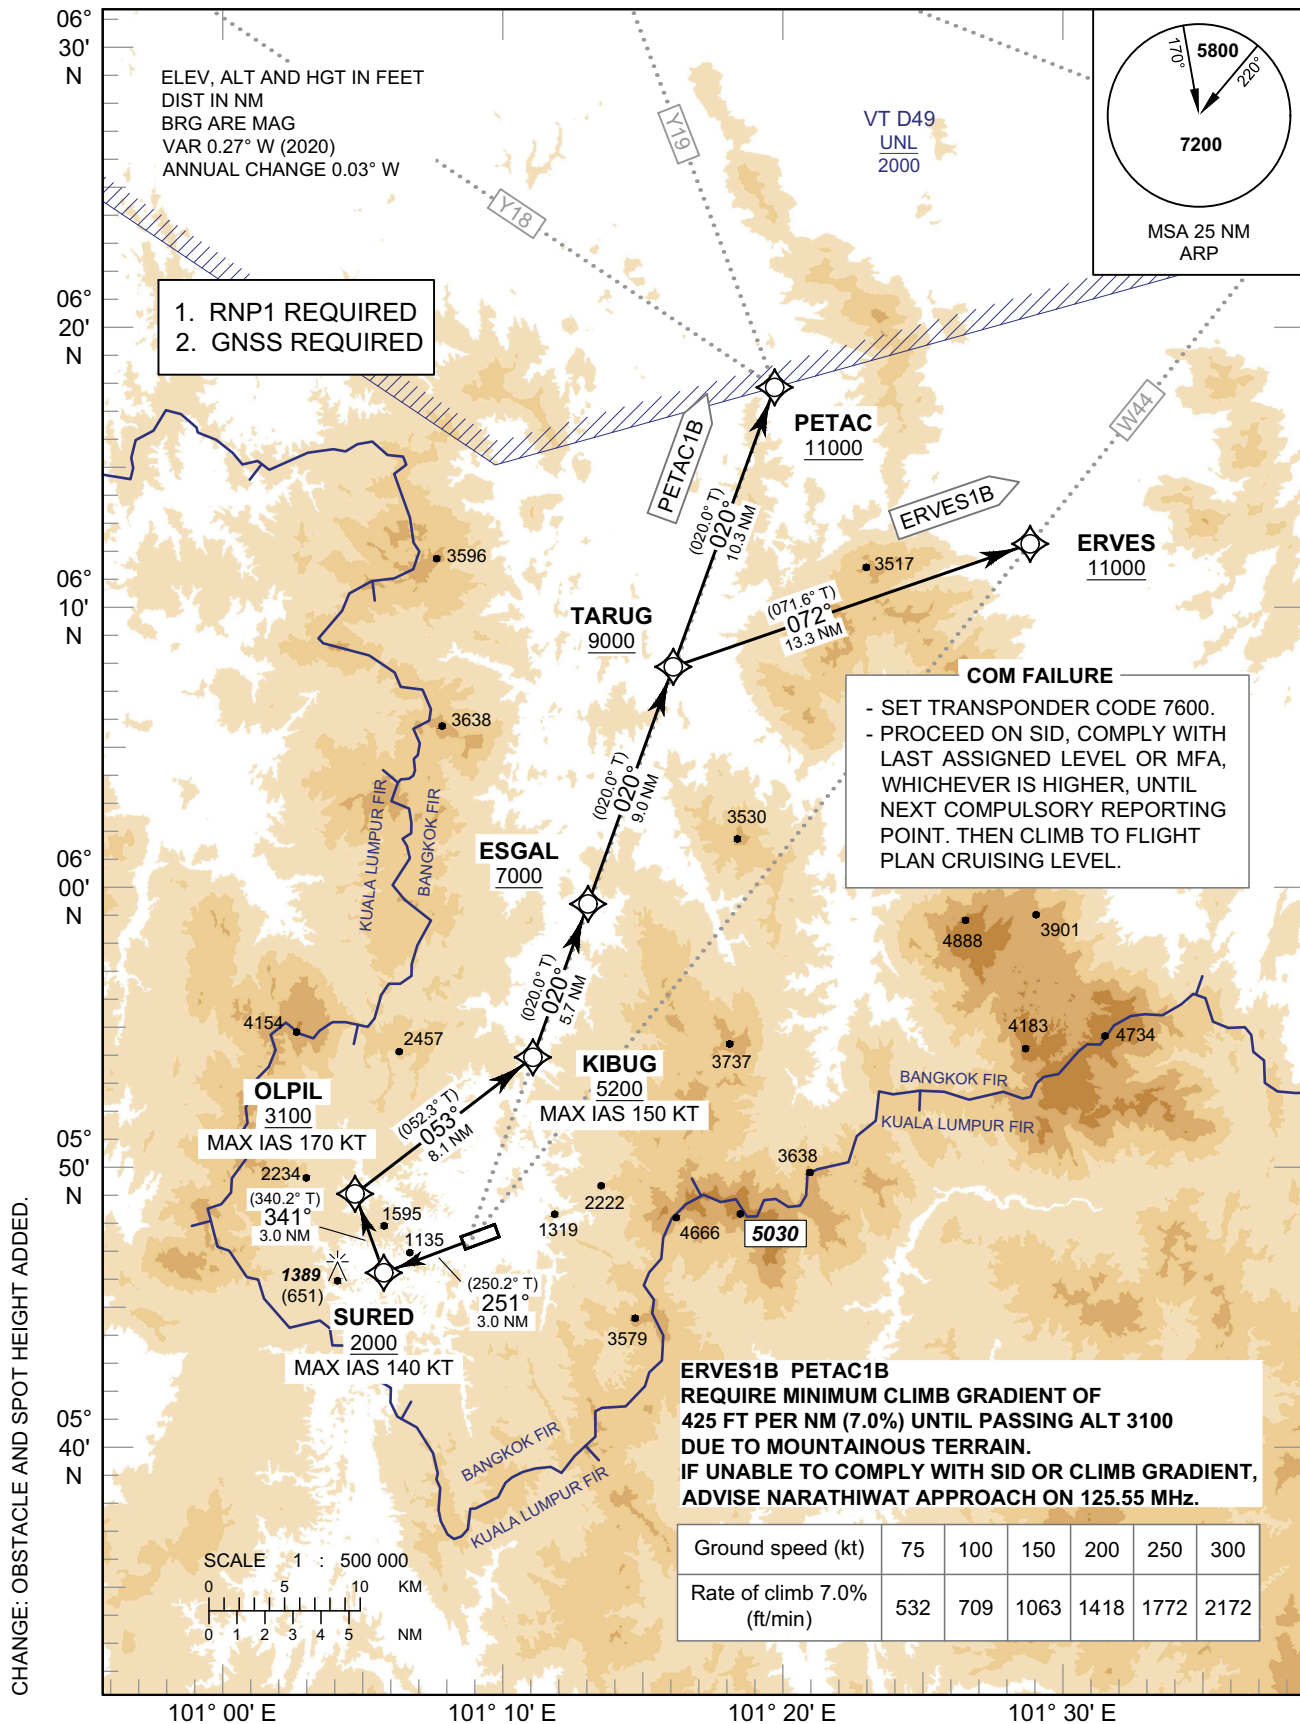 06°
30'
N
ELEV, ALT AND HGT IN FEET
DIST IN NM
BRG ARE MAG
VAR 0.27° W (2020)
ANNUAL CHANGE 0.03° W
Y19
Y18
VT D49
UNL
2000
170°
5800
220°
7200
MSA 25 NM
ARP
06°
20'
N
1. RNP1 REQUIRED
2. GNSS REQUIRED
PETAC
11000
PETAC1B
W44
ERVES1B
(020.0° T)
020°
10.3 NM
ERVES
11000
3596
3517
06°
10'
N
TARUG
9000
(071.6° T)
072°
13.3 NM
COM FAILURE
- SET TRANSPONDER CODE 7600.
- PROCEED ON SID, COMPLY WITH
LAST ASSIGNED LEVEL OR MFA,
WHICHEVER IS HIGHER, UNTIL
NEXT COMPULSORY REPORTING
POINT. THEN CLIMB TO FLIGHT
PLAN CRUISING LEVEL.
3638
KUALA LUMPUR FIR
BANGKOK FIR
(020.0° T)
020°
9.0 NM
3530
06°
00'
N
ESGAL
7000
4888
3901
(020.0° T)
020°
5.7 NM
4154
2457
3737
4183
4734
KIBUG
5200
MAX IAS 150 KT
BANGKOK FIR
KUALA LUMPUR FIR
OLPIL
3100
MAX IAS 170 KT
(052.3° T)
053°
8.1 NM
05°
50'
N
2234
3638
(340.2° T)
341°
3.0 NM
1595
2222
1319
4666
5030
1135
1389
(651)
(250.2° T)
251°
3.0 NM
SURED
2000
MAX IAS 140 KT
3579
05°
40'
N
ERVES1B PETAC1B
REQUIRE MINIMUM CLIMB GRADIENT OF
425 FT PER NM (7.0%) UNTIL PASSING ALT 3100
DUE TO MOUNTAINOUS TERRAIN.
IF UNABLE TO COMPLY WITH SID OR CLIMB GRADIENT,
ADVISE NARATHIWAT APPROACH ON 125.55 MHz.
BANGKOK FIR
KUALA LUMPUR FIR
Ground speed (kt) 75 100 150 200 250 300
Rate of climb 7.0%
(ft/min) 532 709 1063 1418 1772 2172
SCALE 1 : 500 000
0 5 10 KM
0 1 2 3 4 5 NM
101° 00' E
101° 10' E
101° 20' E
101° 30' E
CHANGE: OBSTACLE AND SPOT HEIGHT ADDED.